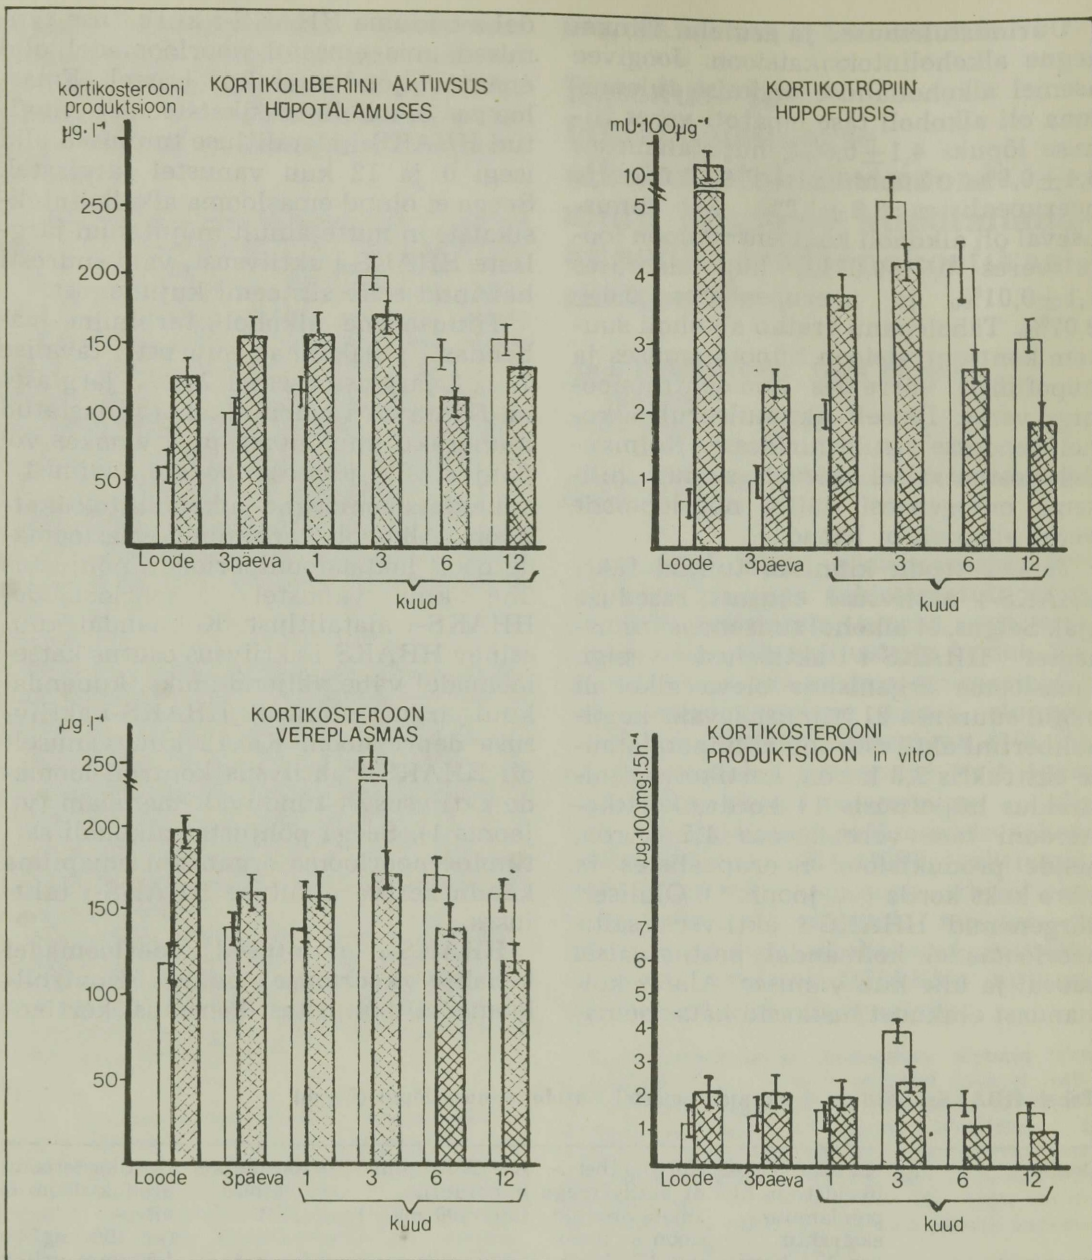 kortikosterooni
produktsioon
µg·l⁻¹
KORTIKOLIBERIINI AKTIIVSUS
HÜPOTALAMUSES
250
200
150
100
50
Loode 3päeva 1 3 6 12
kuud
KORTIKOTROPIIN
HÜPOFÜÜSIS
mU·100µg⁻¹
10
5
4
3
2
1
Loode 3päeva 1 3 6 12
kuud
KORTIKOSTEROON
VEREPLASMAS
µg·l⁻¹
250
200
150
100
50
Loode 3päeva 1 3 6 12
kuud
KORTIKOSTEROONI
PRODUKTSIOON in vitro
µg·100mg·1.5h⁻¹
7
6
5
4
3
2
1
Loode 3päeva 1 3 6 12
kuud